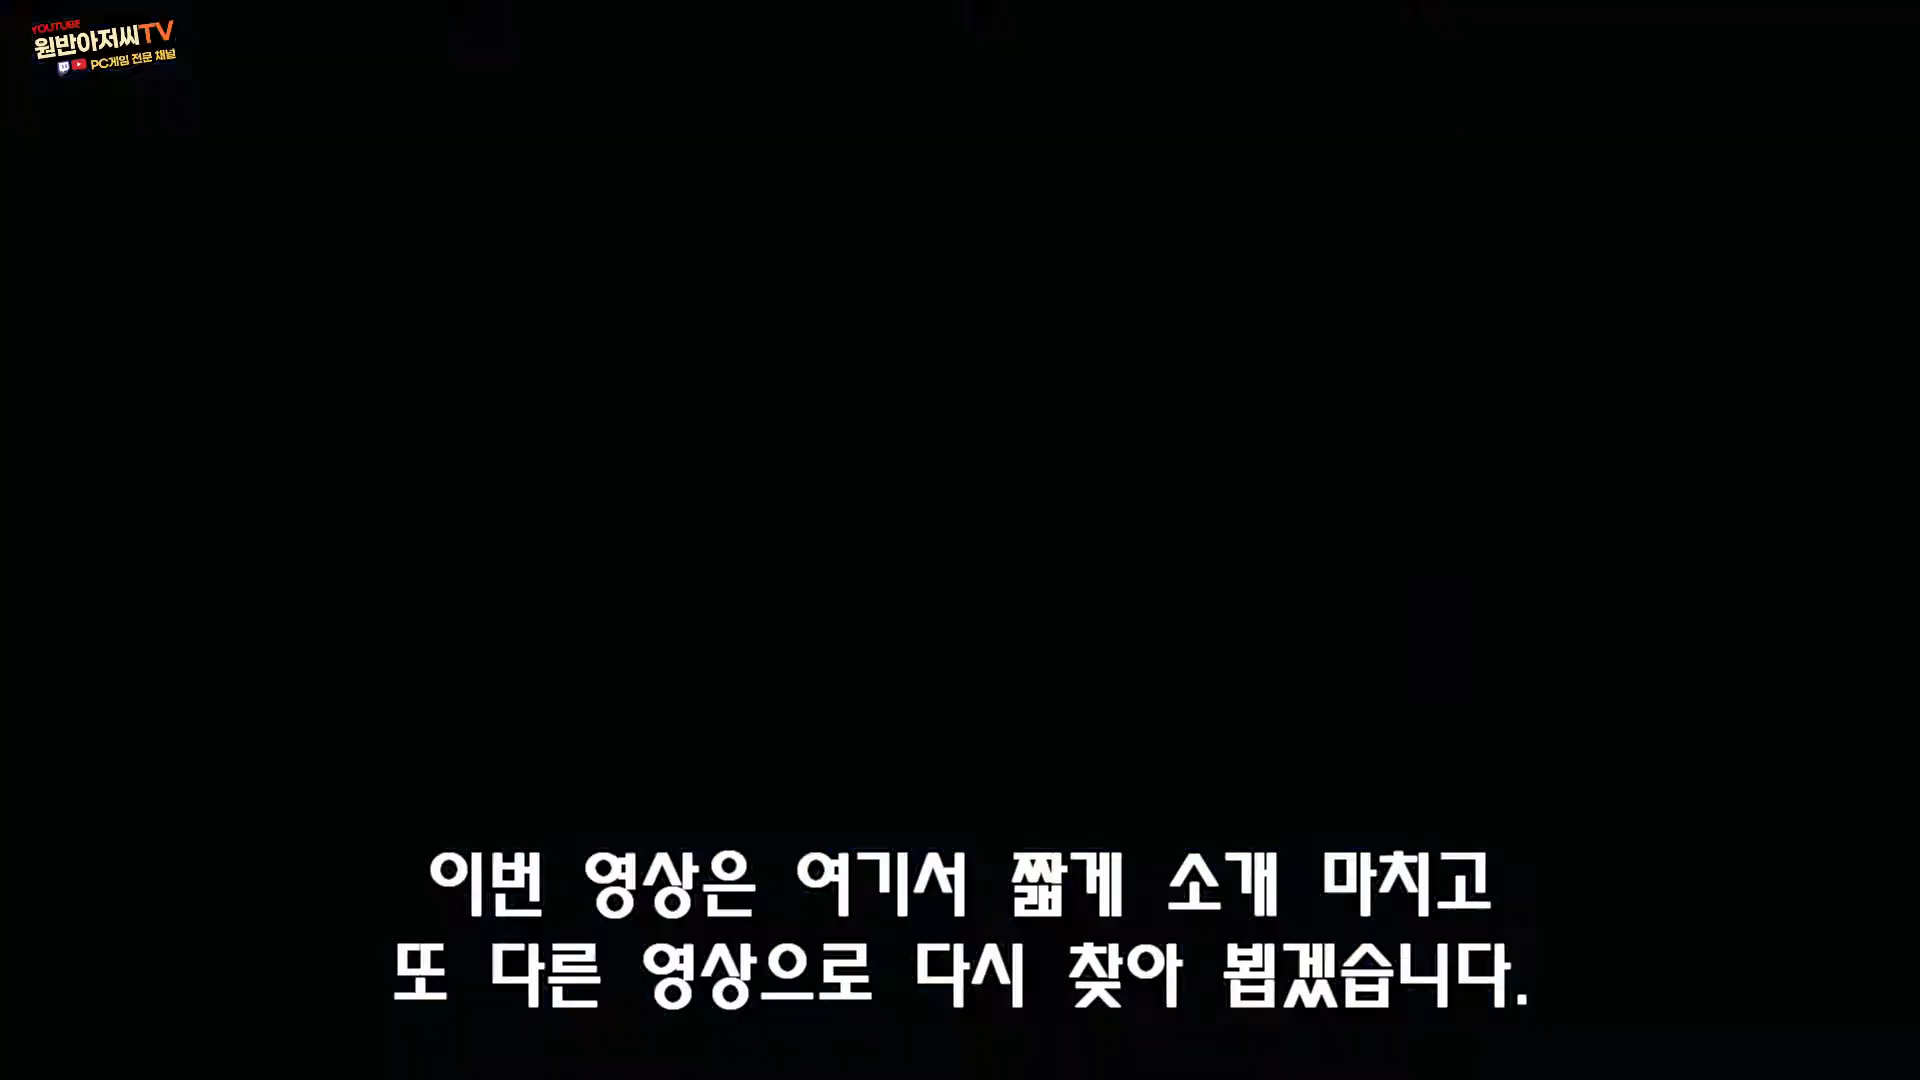 YOUTUBE
원반아저씨TV
PC게임 전문 채널
이번 영상은 여기서 짧게 소개 마치고
또 다른 영상으로 다시 찾아 뵙겠습니다.